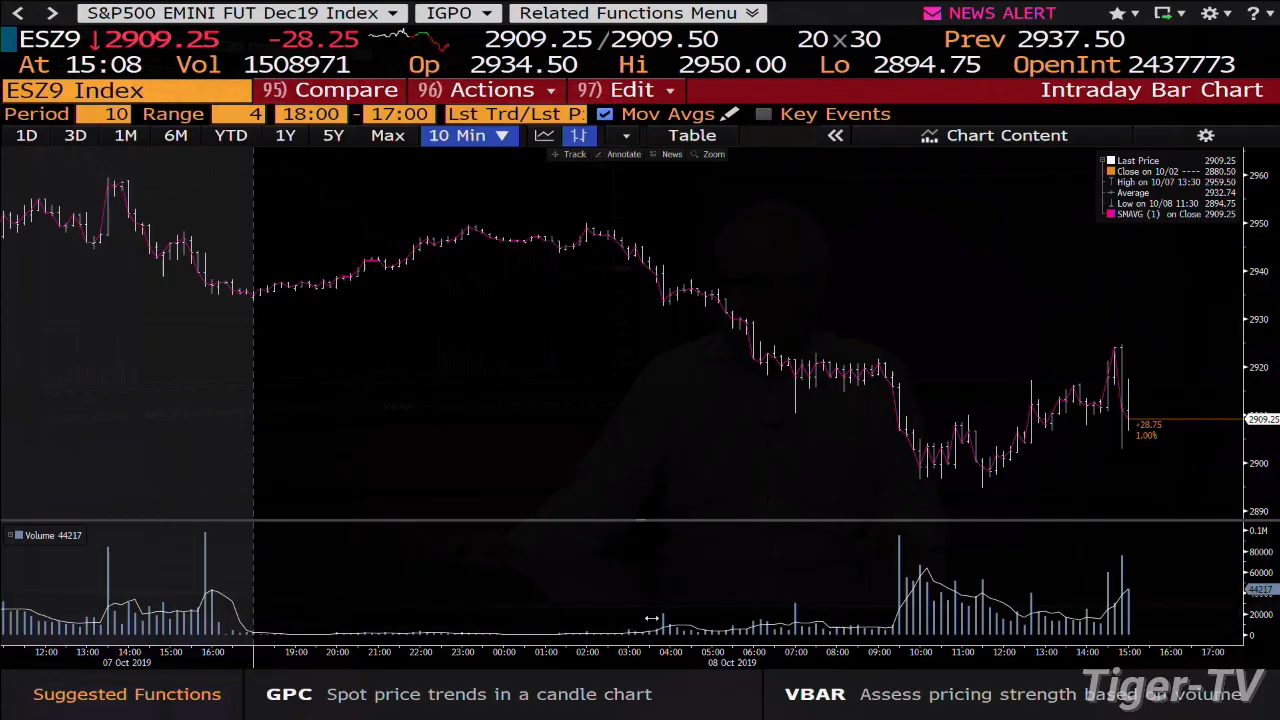 S&P500 EMINI FUT Dec19 Index IGPO Related Functions Menu NEWS ALERT
ESZ9 ↓2909.25 -28.25 2909.25/2909.50 20x30 Prev 2937.50
At 15:08 Vol 1508971 Op 2934.50 Hi 2950.00 Lo 2894.75 OpenInt 2437773
ESZ9 Index 95) Compare 96) Actions 97) Edit Intraday Bar Chart
Period 10 Range 4 18:00 - 17:00 Lst Trd/Lst P Mov Avgs Key Events
1D 3D 1M 6M YTD 1Y 5Y Max 10 Min ▼ Table « Chart Content
Track Annotate News Zoom
Last Price 2909.25
Close on 10/02 ---- 2880.50
High on 10/07 13:30 2959.50
Average 2932.74
Low on 10/08 11:30 2894.75
SMAVG (1) on Close 2909.25
2960
2950
2940
2930
2920
2909.25
+28.75
1.00%
2900
2890
Volume 44217
0.1M
80000
60000
44217
20000
0
12:00 13:00 14:00 15:00 16:00 19:00 20:00 21:00 22:00 23:00 00:00 01:00 02:00 03:00 04:00 05:00 06:00 07:00 08:00 09:00 10:00 11:00 12:00 13:00 14:00 15:00 16:00 17:00
07 Oct 2019 08 Oct 2019
Suggested Functions GPC Spot price trends in a candle chart VBAR Assess pricing strength based on volume
Tiger-TV